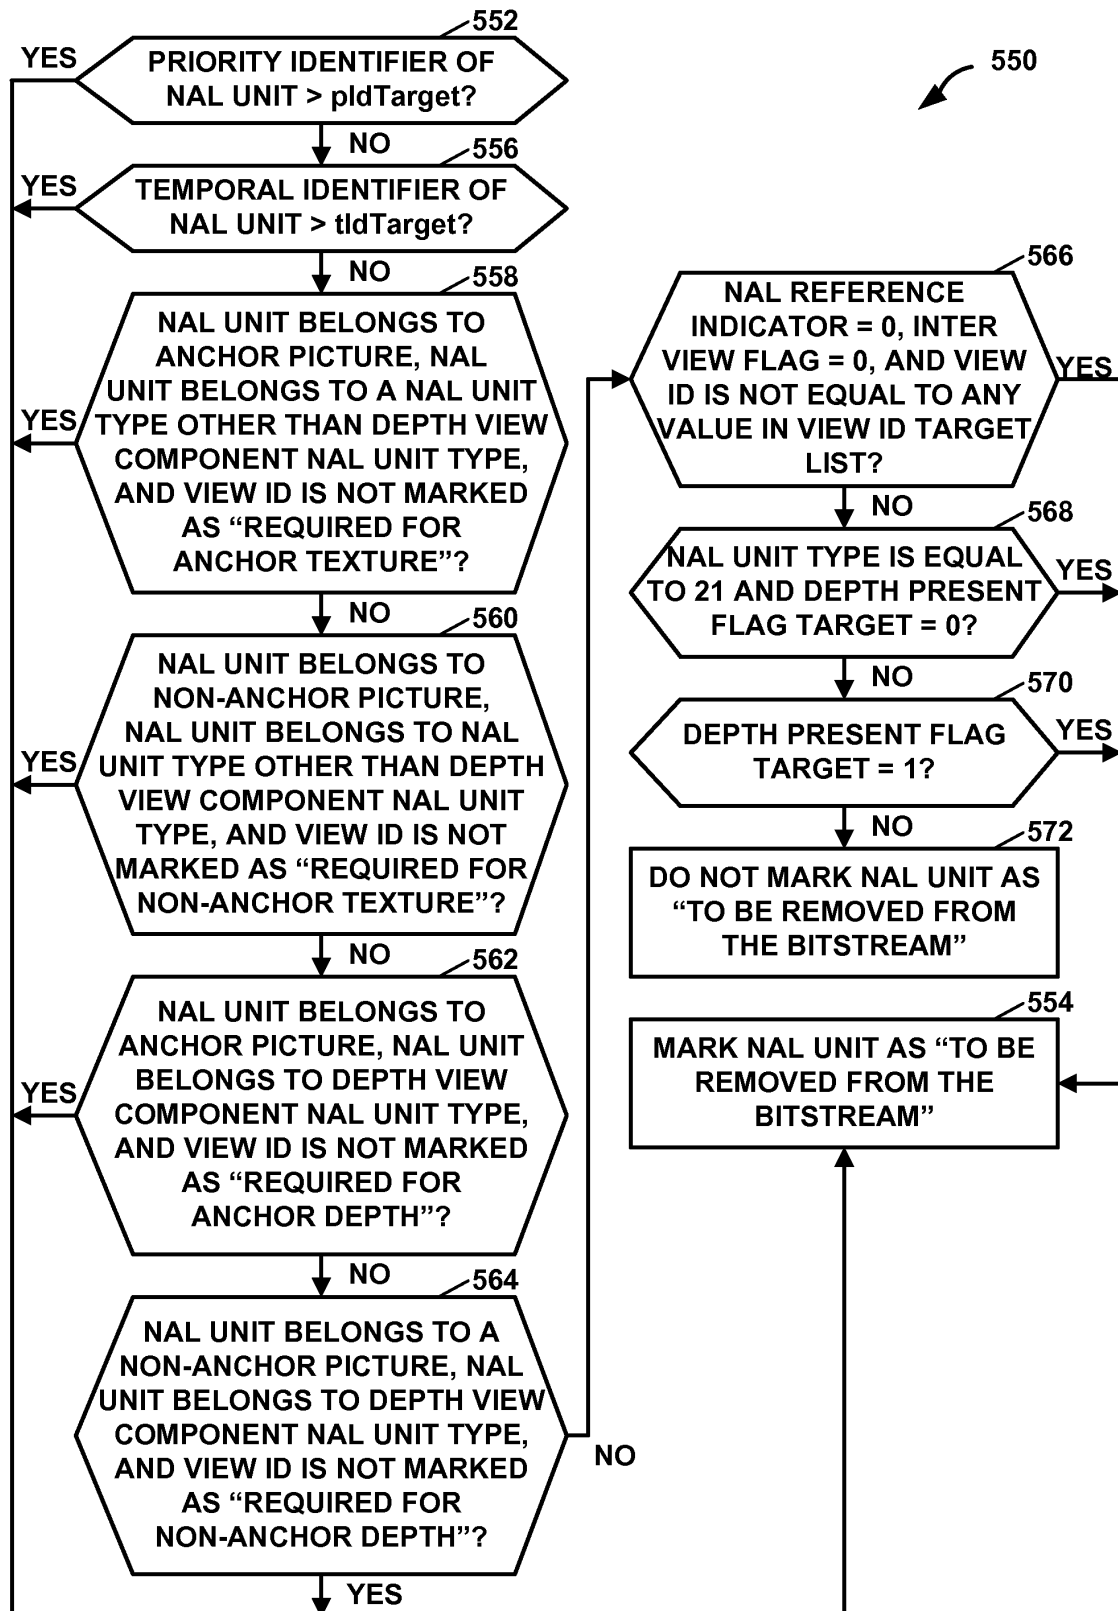 552
YES
PRIORITY IDENTIFIER OF
NAL UNIT > pIdTarget?
NO
556
YES
TEMPORAL IDENTIFIER OF
NAL UNIT > tIdTarget?
NO
558
NAL UNIT BELONGS TO
ANCHOR PICTURE, NAL
UNIT BELONGS TO A NAL UNIT
TYPE OTHER THAN DEPTH VIEW
COMPONENT NAL UNIT TYPE,
AND VIEW ID IS NOT MARKED
AS “REQUIRED FOR
ANCHOR TEXTURE”?
YES
NO
560
NAL UNIT BELONGS TO
NON-ANCHOR PICTURE,
NAL UNIT BELONGS TO NAL
UNIT TYPE OTHER THAN DEPTH
VIEW COMPONENT NAL UNIT
TYPE, AND VIEW ID IS NOT
MARKED AS “REQUIRED FOR
NON-ANCHOR TEXTURE”?
YES
NO
562
NAL UNIT BELONGS TO
ANCHOR PICTURE, NAL UNIT
BELONGS TO DEPTH VIEW
COMPONENT NAL UNIT TYPE,
AND VIEW ID IS NOT MARKED
AS “REQUIRED FOR
ANCHOR DEPTH”?
YES
NO
564
NAL UNIT BELONGS TO A
NON-ANCHOR PICTURE, NAL
UNIT BELONGS TO DEPTH VIEW
COMPONENT NAL UNIT TYPE,
AND VIEW ID IS NOT MARKED
AS “REQUIRED FOR
NON-ANCHOR DEPTH”?
NO
YES
550
566
NAL REFERENCE
INDICATOR = 0, INTER
VIEW FLAG = 0, AND VIEW
ID IS NOT EQUAL TO ANY
VALUE IN VIEW ID TARGET
LIST?
YES
NO
568
NAL UNIT TYPE IS EQUAL
TO 21 AND DEPTH PRESENT
FLAG TARGET = 0?
YES
NO
570
DEPTH PRESENT FLAG
TARGET = 1?
YES
NO
572
DO NOT MARK NAL UNIT AS
“TO BE REMOVED FROM
THE BITSTREAM”
554
MARK NAL UNIT AS “TO BE
REMOVED FROM THE
BITSTREAM”